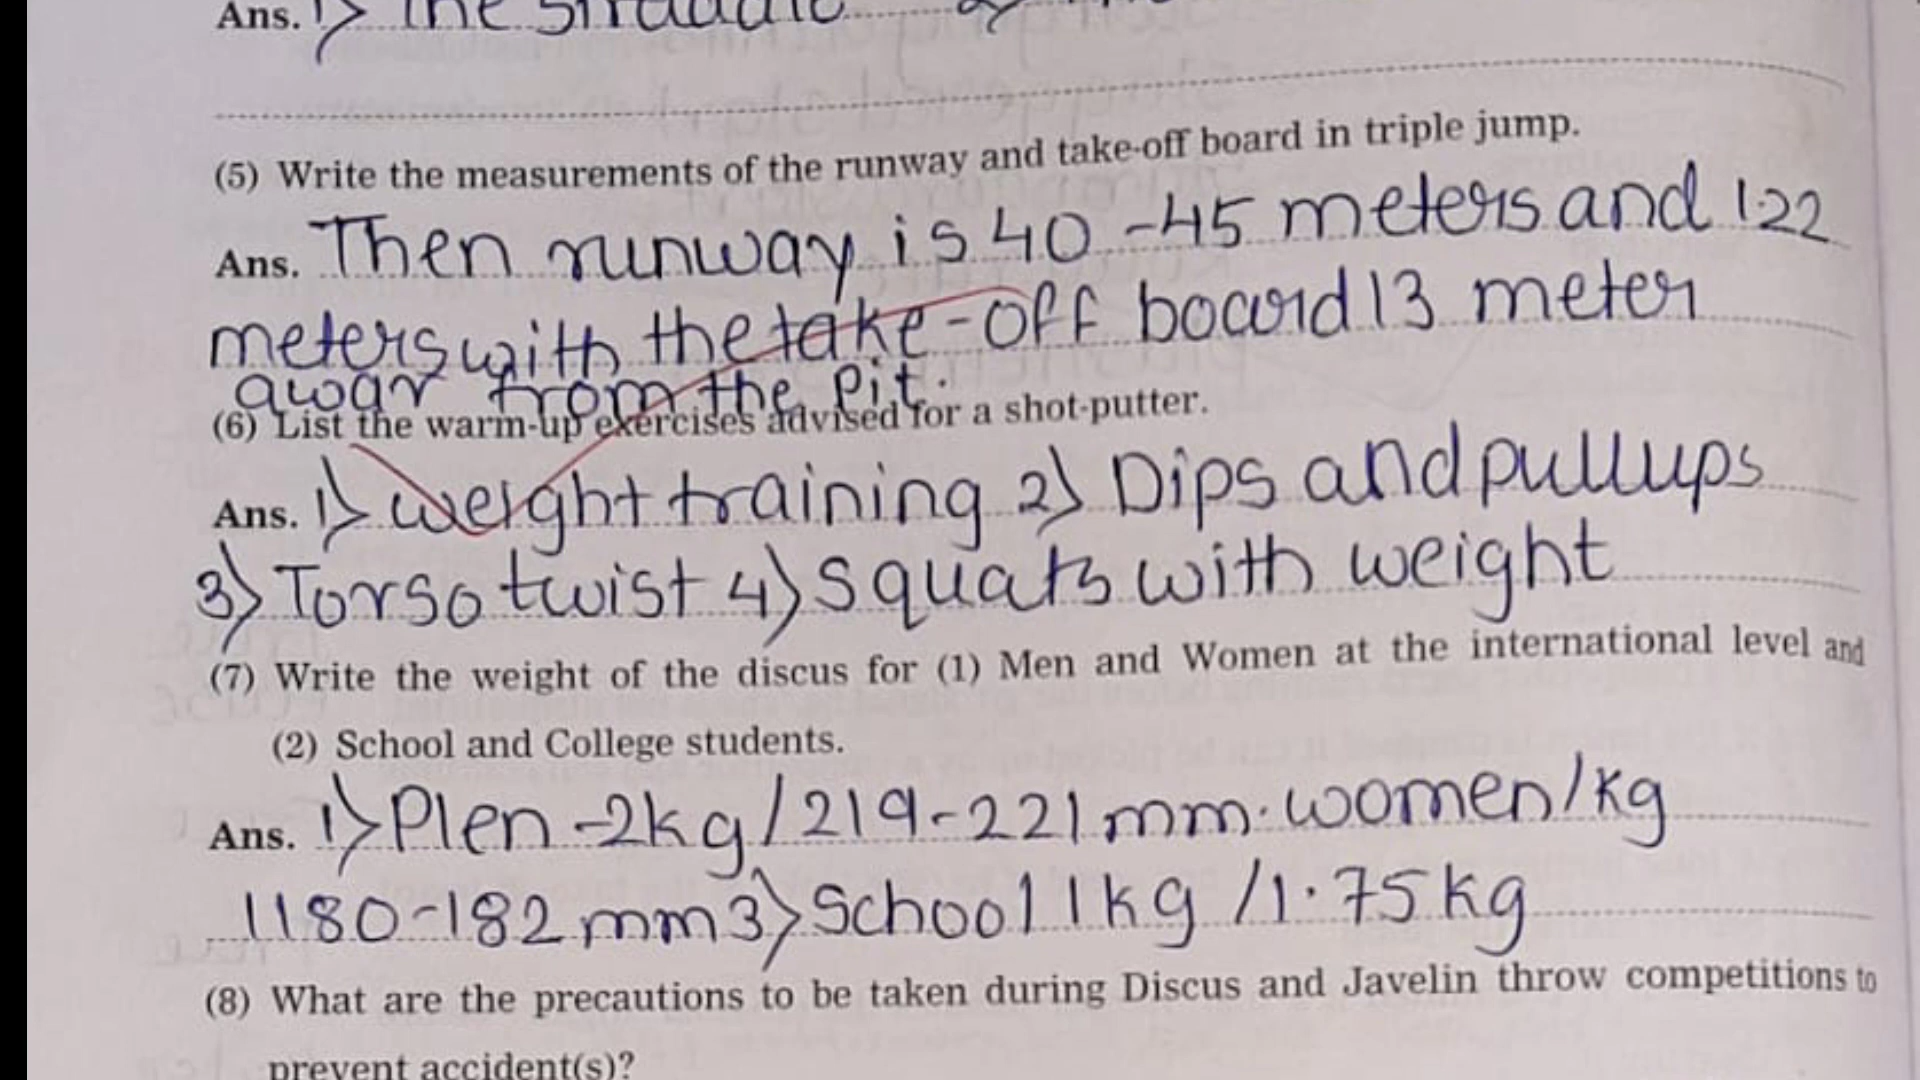 Ans. 1) The straddle 2)
(5) Write the measurements of the runway and take-off board in triple jump.
Ans. Then runway is 40 -45 meters and 1.22
meters with the take-off board 13 meter
away from the pit.
(6) List the warm-up exercises advised for a shot-putter.
Ans. 1) weight training 2) Dips and pullups
3) Torso twist 4) Squats with weight
(7) Write the weight of the discus for (1) Men and Women at the international level and
(2) School and College students.
Ans. 1) Plen -2kg/219-221mm. women/kg
1180-182 mm 3) School 1kg /1.75kg
(8) What are the precautions to be taken during Discus and Javelin throw competitions to
prevent accident(s)?